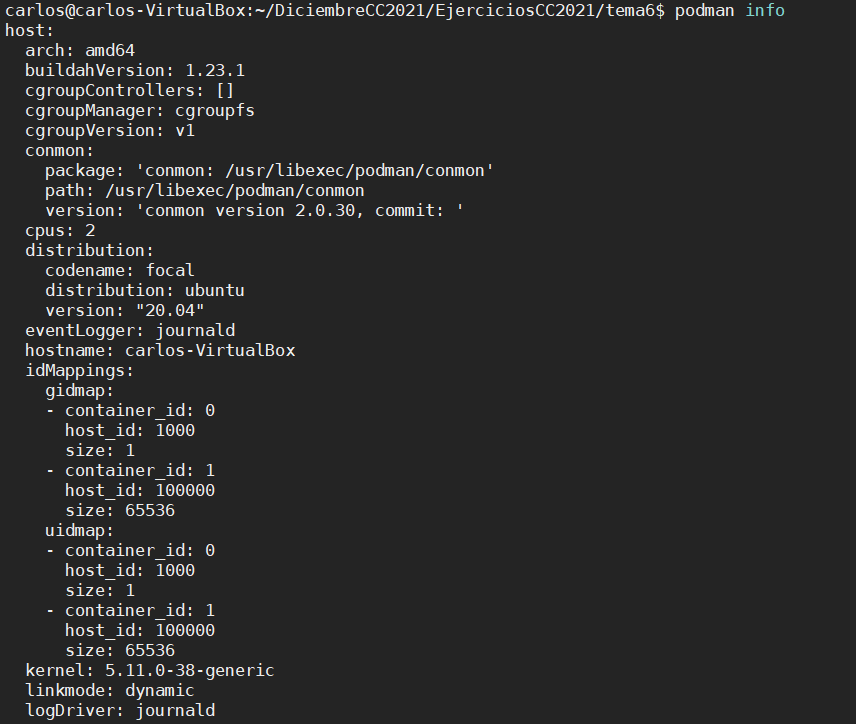 carlos@carlos-VirtualBox:~/DiciembreCC2021/EjerciciosCC2021/tema6$ podman info
host:
  arch: amd64
  buildahVersion: 1.23.1
  cgroupControllers: []
  cgroupManager: cgroupfs
  cgroupVersion: v1
  conmon:
    package: 'conmon: /usr/libexec/podman/conmon'
    path: /usr/libexec/podman/conmon
    version: 'conmon version 2.0.30, commit: '
  cpus: 2
  distribution:
    codename: focal
    distribution: ubuntu
    version: "20.04"
  eventLogger: journald
  hostname: carlos-VirtualBox
  idMappings:
    gidmap:
    - container_id: 0
      host_id: 1000
      size: 1
    - container_id: 1
      host_id: 100000
      size: 65536
    uidmap:
    - container_id: 0
      host_id: 1000
      size: 1
    - container_id: 1
      host_id: 100000
      size: 65536
  kernel: 5.11.0-38-generic
  linkmode: dynamic
  logDriver: journald